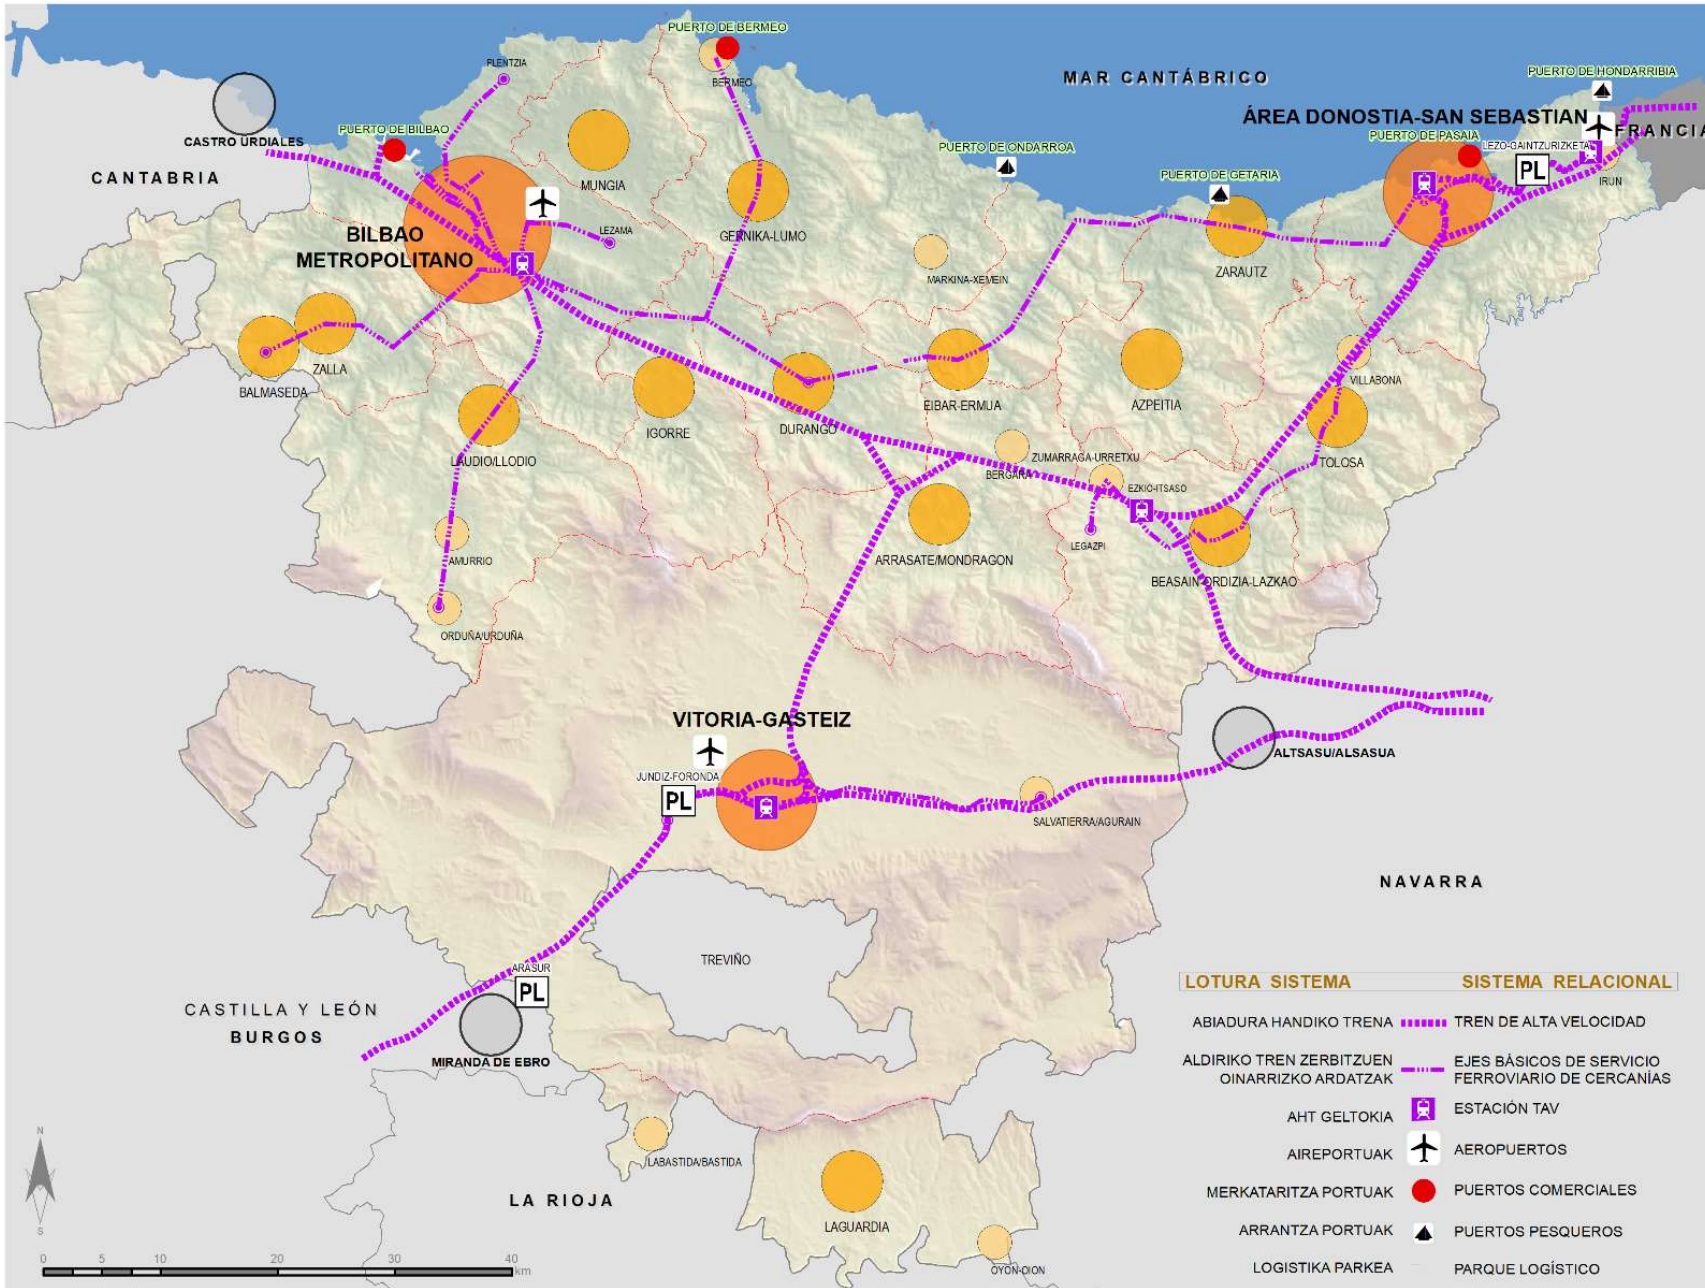 PUERTO DE BERMEO
BERMEO
PLENTZIA
MAR CANTÁBRICO
PUERTO DE HONDARRIBIA
ÁREA DONOSTIA-SAN SEBASTIAN
FRANCIA
CASTRO URDIALES
PUERTO DE BILBAO
PUERTO DE PASAIA
LEZO-GAINTZURIZKETA
PL
IRUN
CANTABRIA
MUNGIA
PUERTO DE ONDARROA
PUERTO DE GETARIA
BILBAO
METROPOLITANO
LEZAMA
GERNIKA-LUMO
MARKINA-XEMEIN
ZARAUTZ
BALMASEDA
ZALLA
VILLABONA
LAUDIO/LLODIO
IGORRE
DURANGO
EIBAR-ERMUA
AZPEITIA
TOLOSA
BERGARA
ZUMARRAGA-URRETXU
EZKIO-ITSASO
LEGAZPI
ARRASATE/MONDRAGON
BEASAIN-ORDIZIA-LAZKAO
AMURRIO
ORDUÑA/URDUÑA
VITORIA-GASTEIZ
JUNDIZ-FORONDA
PL
ALTSASU/ALSASUA
SALVATIERRA/AGURAIN
NAVARRA
TREVIÑO
ARASUR
PL
CASTILLA Y LEÓN
BURGOS
MIRANDA DE EBRO
LABASTIDA/BASTIDA
LA RIOJA
LAGUARDIA
OYON-OION
LOTURA SISTEMA SISTEMA RELACIONAL
ABIADURA HANDIKO TRENA TREN DE ALTA VELOCIDAD
ALDIRIKO TREN ZERBITZUEN
OINARRIZKO ARDATZAK
EJES BÁSICOS DE SERVICIO
FERROVIARIO DE CERCANÍAS
AHT GELTOKIA ESTACIÓN TAV
AIREPORTUAK AEROPUERTOS
MERKATARITZA PORTUAK PUERTOS COMERCIALES
ARRANTZA PORTUAK PUERTOS PESQUEROS
LOGISTIKA PARKEA PARQUE LOGÍSTICO
N
S
0 5 10 20 30 40
km